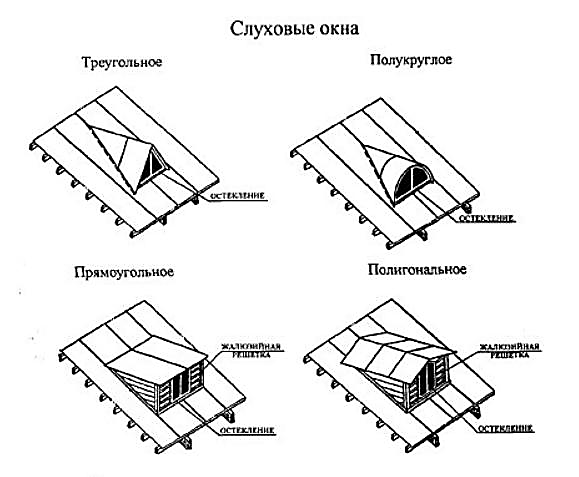 Слуховые окна
Треугольное
Полукруглое
ОСТЕКЛЕНИЕ
ОСТЕКЛЕНИЕ
Прямоугольное
Полигональное
ЖАЛЮЗИЙНАЯ
РЕШЕТКА
ЖАЛЮЗИЙНАЯ
РЕШЕТКА
ОСТЕКЛЕНИЕ
ОСТЕКЛЕНИЕ